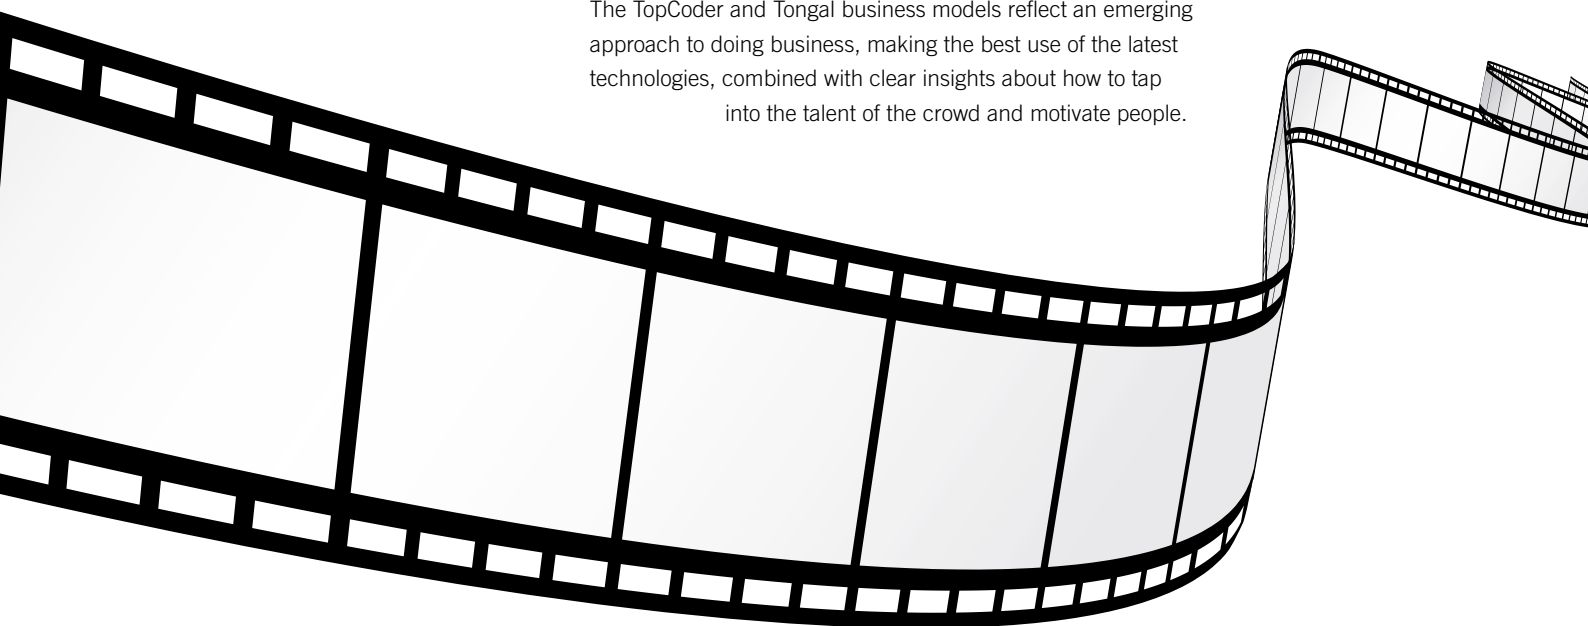 The TopCoder and Tongal business models reflect an emerging
approach to doing business, making the best use of the latest
technologies, combined with clear insights about how to tap
into the talent of the crowd and motivate people.